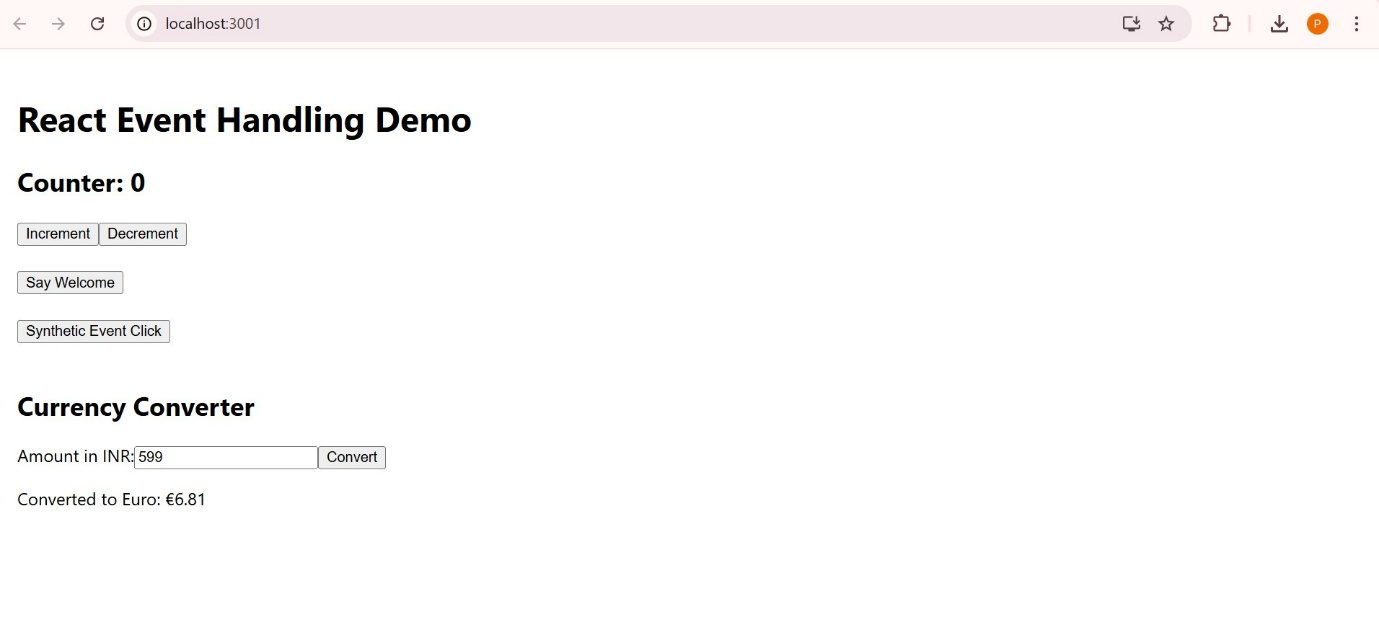 localhost:3001
P
React Event Handling Demo
Counter: 0
Increment Decrement
Say Welcome
Synthetic Event Click
Currency Converter
Amount in INR: 599 Convert
Converted to Euro: €6.81